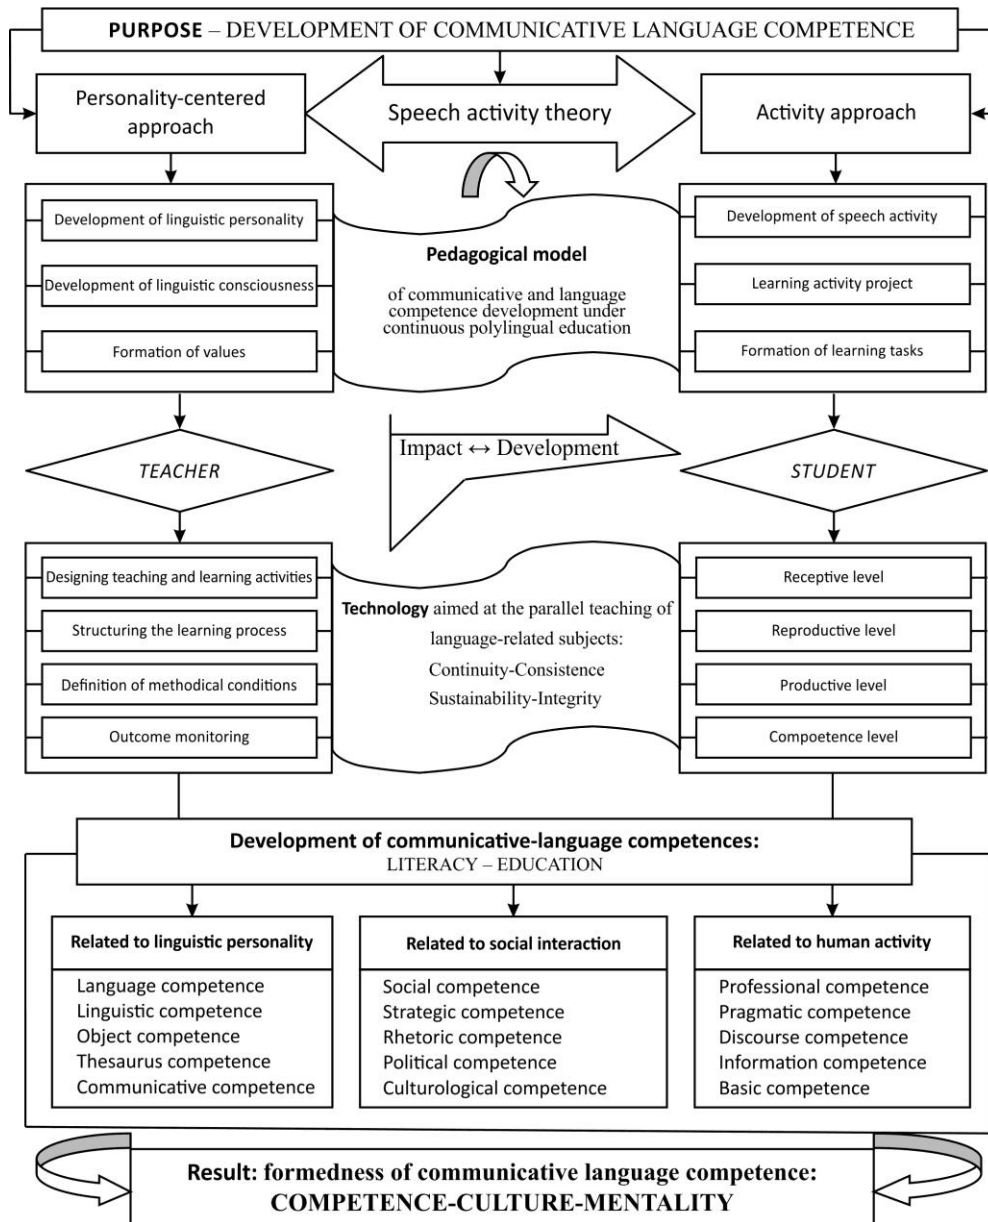 PURPOSE – DEVELOPMENT OF COMMUNICATIVE LANGUAGE COMPETENCE
Personality-centered
approach
Speech activity theory
Activity approach
Development of linguistic personality
Development of linguistic consciousness
Formation of values
Pedagogical model
of communicative and language
competence development under
continuous polylingual education
Development of speech activity
Learning activity project
Formation of learning tasks
TEACHER
Impact ↔ Development
STUDENT
Designing teaching and learning activities
Structuring the learning process
Definition of methodical conditions
Outcome monitoring
Technology aimed at the parallel teaching of
language-related subjects:
Continuity-Consistence
Sustainability-Integrity
Receptive level
Reproductive level
Productive level
Compoetence level
Development of communicative-language competences:
LITERACY – EDUCATION
Related to linguistic personality
Language competence
Linguistic competence
Object competence
Thesaurus competence
Communicative competence
Related to social interaction
Social competence
Strategic competence
Rhetoric competence
Political competence
Culturological competence
Related to human activity
Professional competence
Pragmatic competence
Discourse competence
Information competence
Basic competence
Result: formedness of communicative language competence:
COMPETENCE-CULTURE-MENTALITY